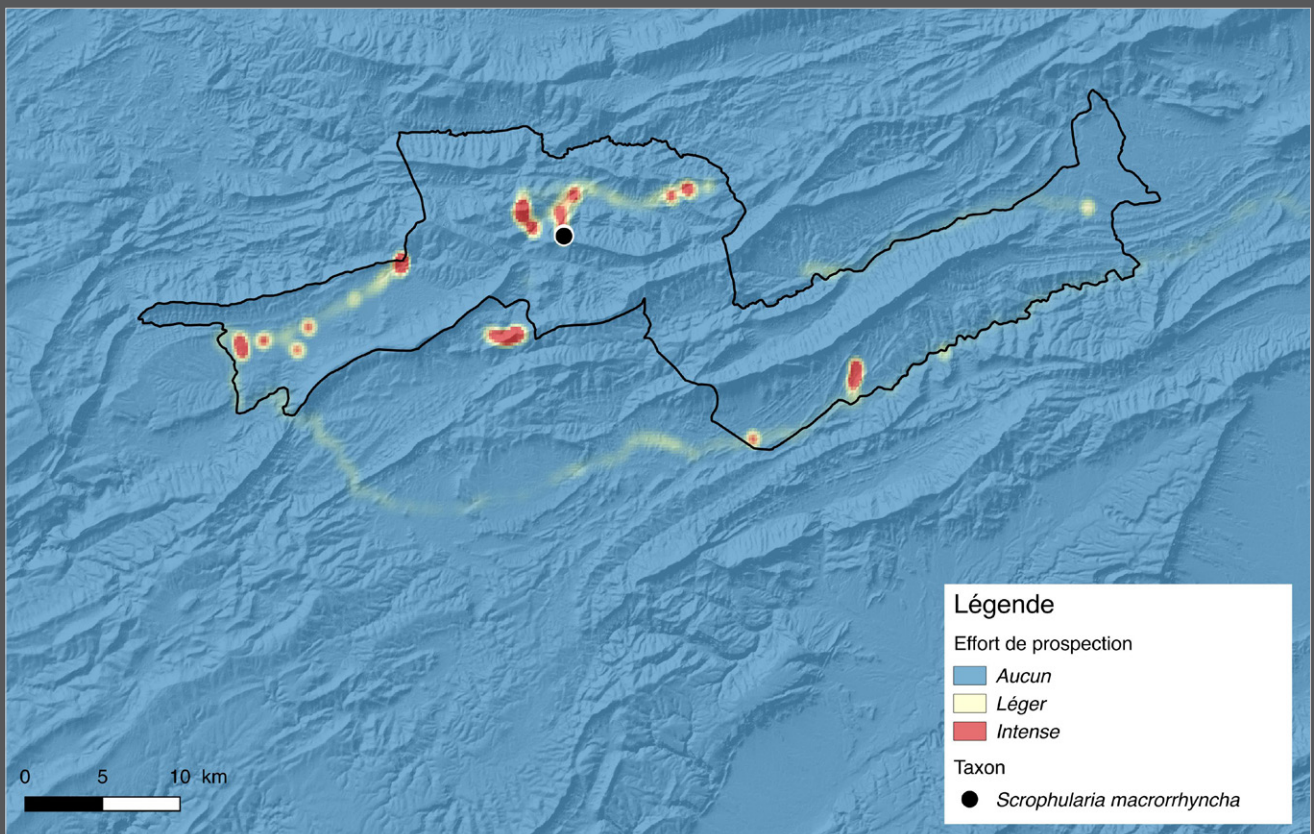 Légende
Effort de prospection
Aucun
Léger
Intense
Taxon
Scrophularia macrorrhyncha
0 5 10 km